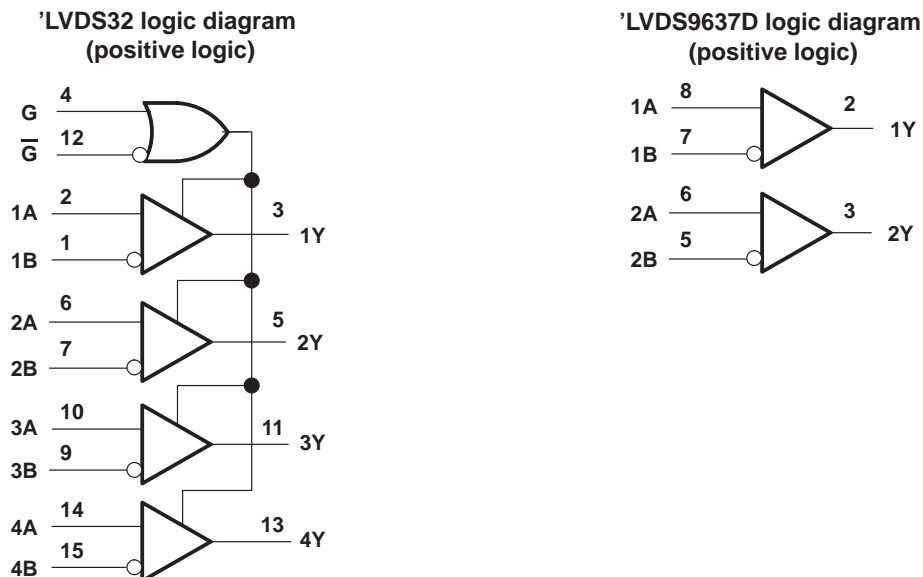 ’LVDS32 logic diagram
(positive logic)
G
4
G
12
1A
2
1B
1
3
1Y
2A
6
2B
7
5
2Y
3A
10
3B
9
11
3Y
4A
14
4B
15
13
4Y
’LVDS9637D logic diagram
(positive logic)
1A
8
1B
7
2
1Y
2A
6
2B
5
3
2Y